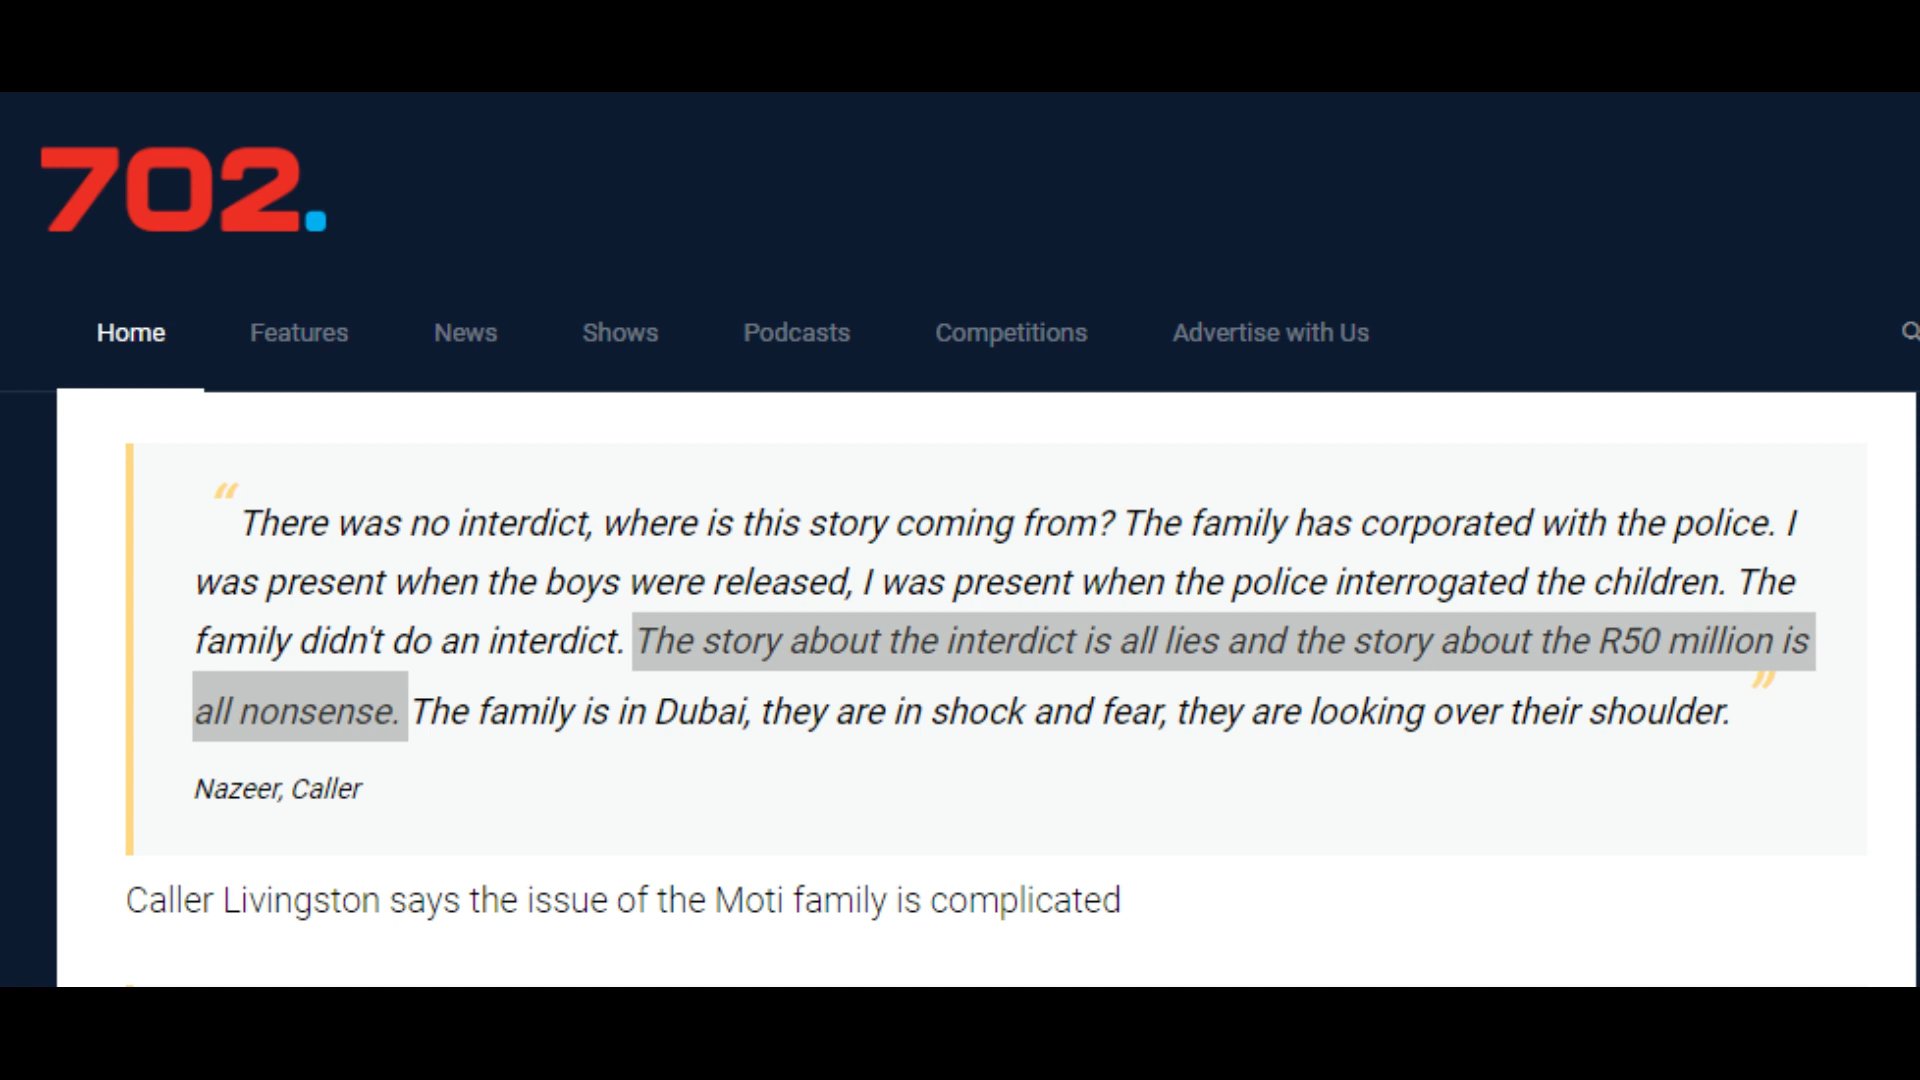 702.
Home Features News Shows Podcasts Competitions Advertise with Us
“There was no interdict, where is this story coming from? The family has corporated with the police. I
was present when the boys were released, I was present when the police interrogated the children. The
family didn't do an interdict. The story about the interdict is all lies and the story about the R50 million is
all nonsense. The family is in Dubai, they are in shock and fear, they are looking over their shoulder.”
Nazeer, Caller
Caller Livingston says the issue of the Moti family is complicated